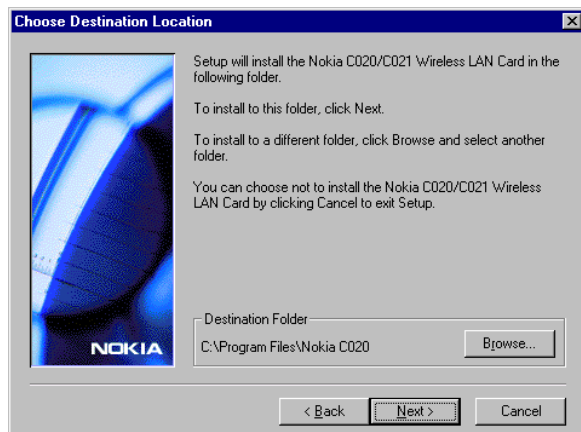 Choose Destination Location
Setup will install the Nokia C020/C021 Wireless LAN Card in the
following folder.
To install to this folder, click Next.
To install to a different folder, click Browse and select another
folder.
You can choose not to install the Nokia C020/C021 Wireless
LAN Card by clicking Cancel to exit Setup.
NOKIA
Destination Folder
C:\Program Files\Nokia C020
Browse...
< Back
Next >
Cancel